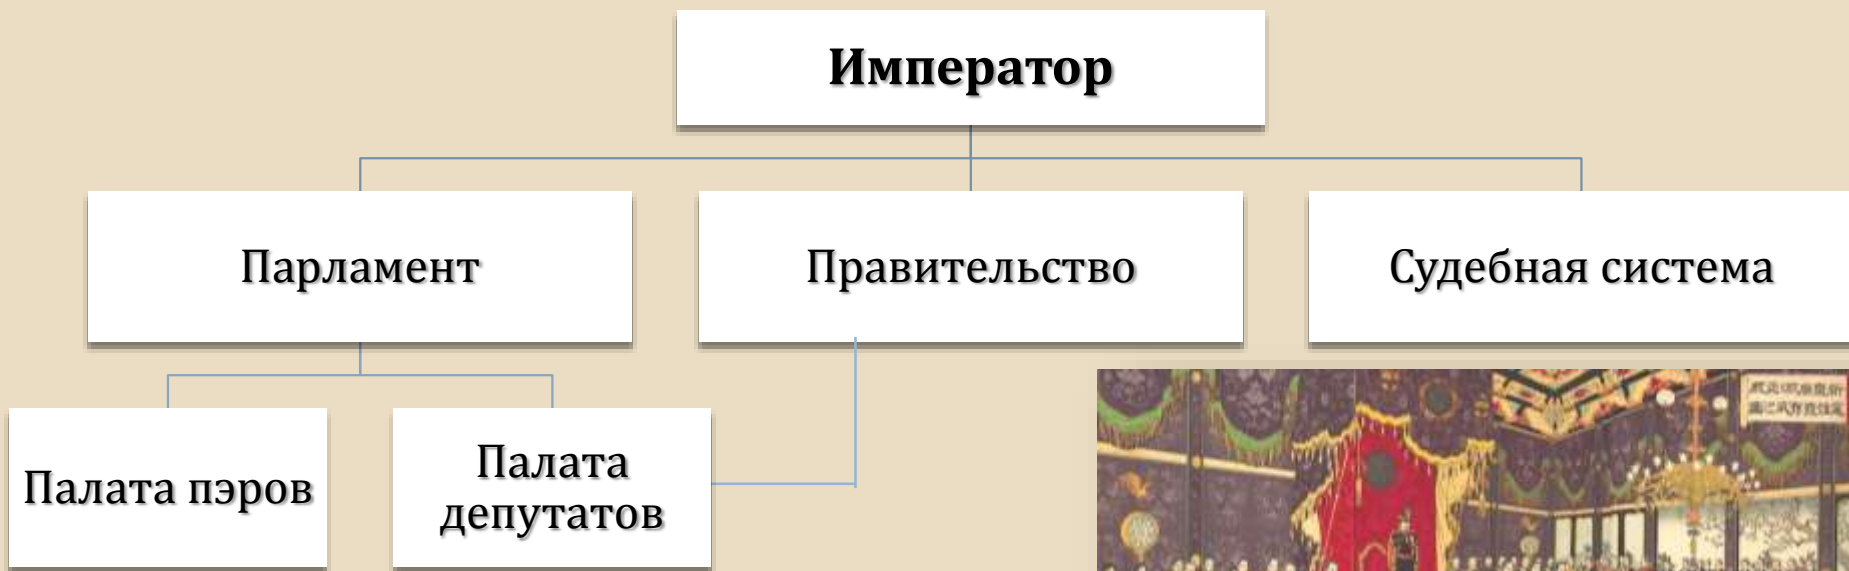 Император
Парламент
Правительство
Судебная система
Палата пэров
Палата
депутатов